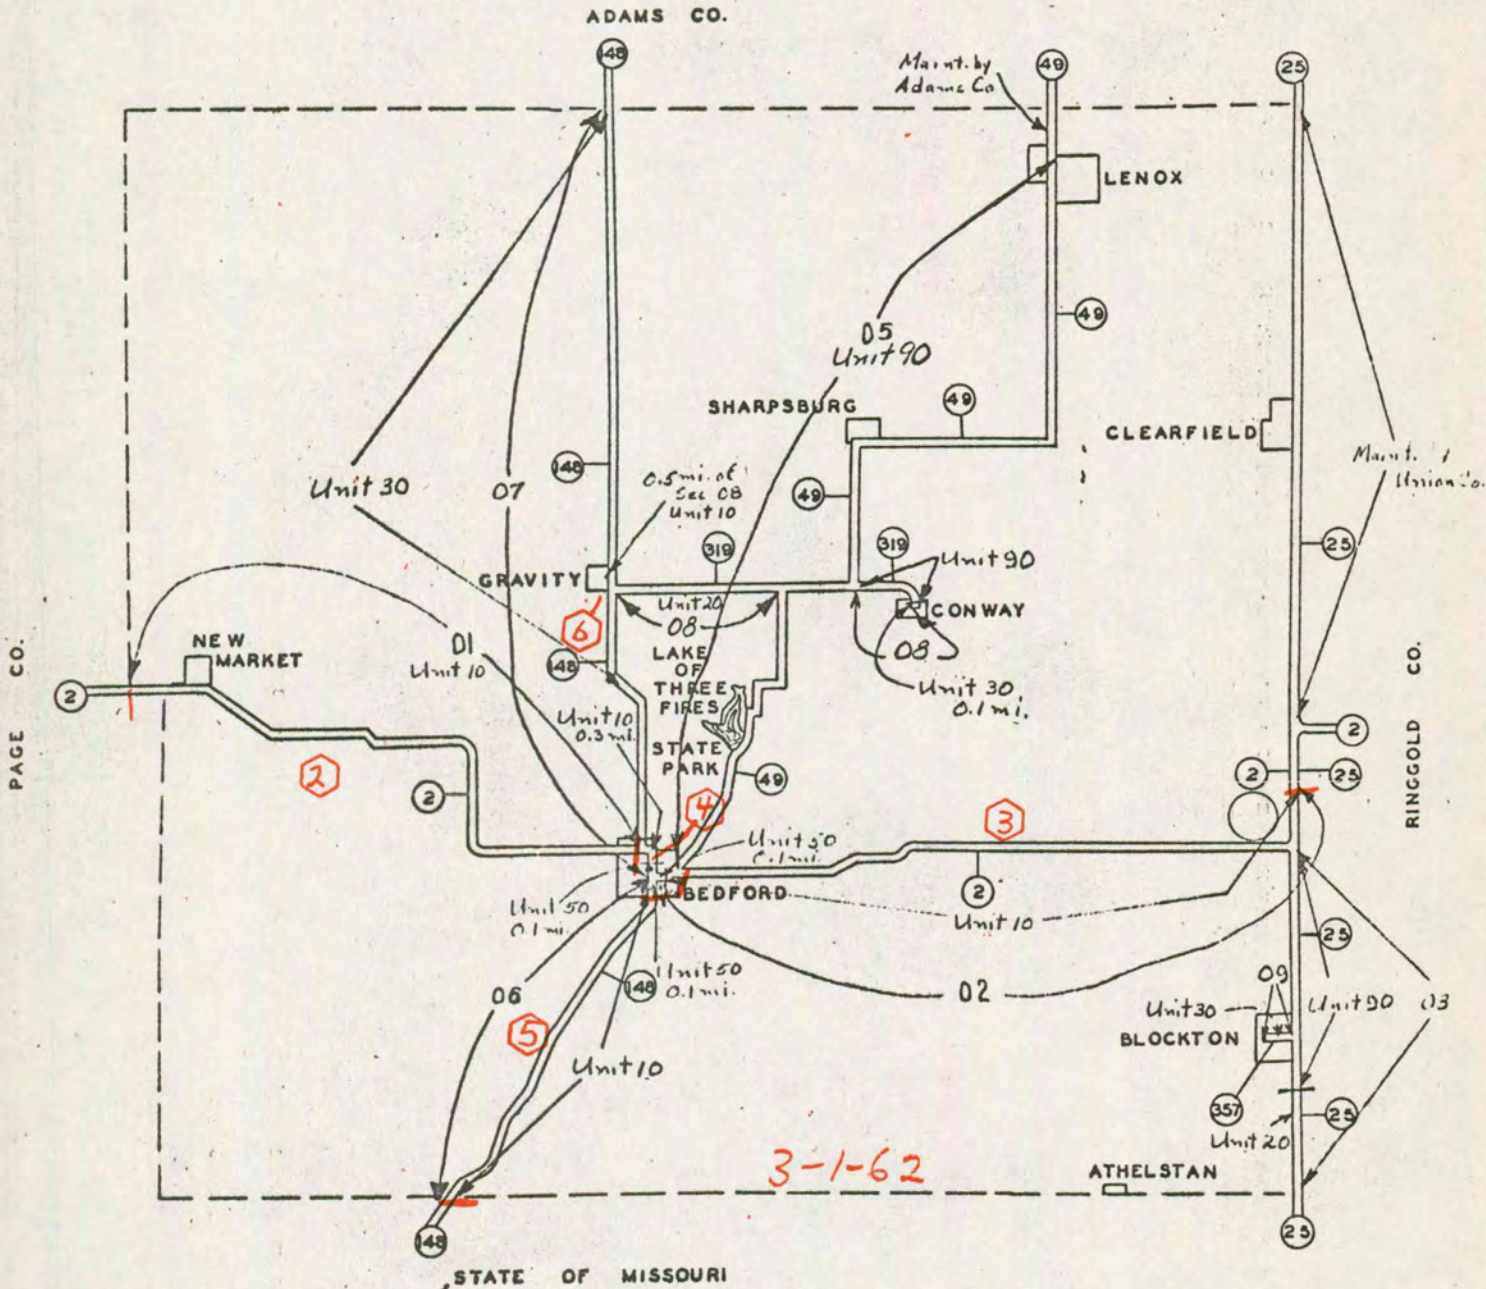 ADAMS CO.
148
Maint. by
Adams Co
49
25
LENOX
05
Unit 90
49
SHARPSBURG
49
CLEARFIELD
Maint.
Union Co.
Unit 30
07
148
0.5 mi. of
Sec 08
Unit 10
49
25
319
319
Unit 90
GRAVITY
Unit 20
08
CONWAY
6
148
08
Unit 30
0.1 mi.
NEW
MARKET
01
Unit 10
LAKE
OF
THREE
FIRES
STATE
PARK
PAGE CO.
RINGGOLD CO.
2
Unit 10
0.3 mi.
2
2
2
25
2
49
4
3
Unit 50
0.1 mi.
2
BEDFORD
Unit 50
0.1 mi.
Unit 10
25
Unit 50
0.1 mi.
148
02
06
5
09
Unit 30
Unit 90
03
BLOCKTON
Unit 10
357
25
Unit 20
3-1-62
ATHELSTAN
148
25
STATE OF MISSOURI